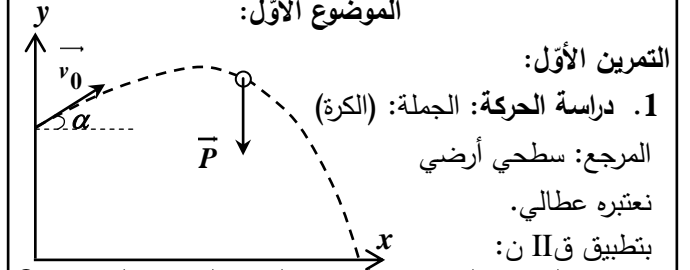 الموضوع الأوّل:
التمرين الأوّل:
1. دراسة الحركة: الجملة: (الكرة)
المرجع: سطحي أرضي
نعتبره عطالي.
بتطبيق قII ن:
y
v₀
α
P
x